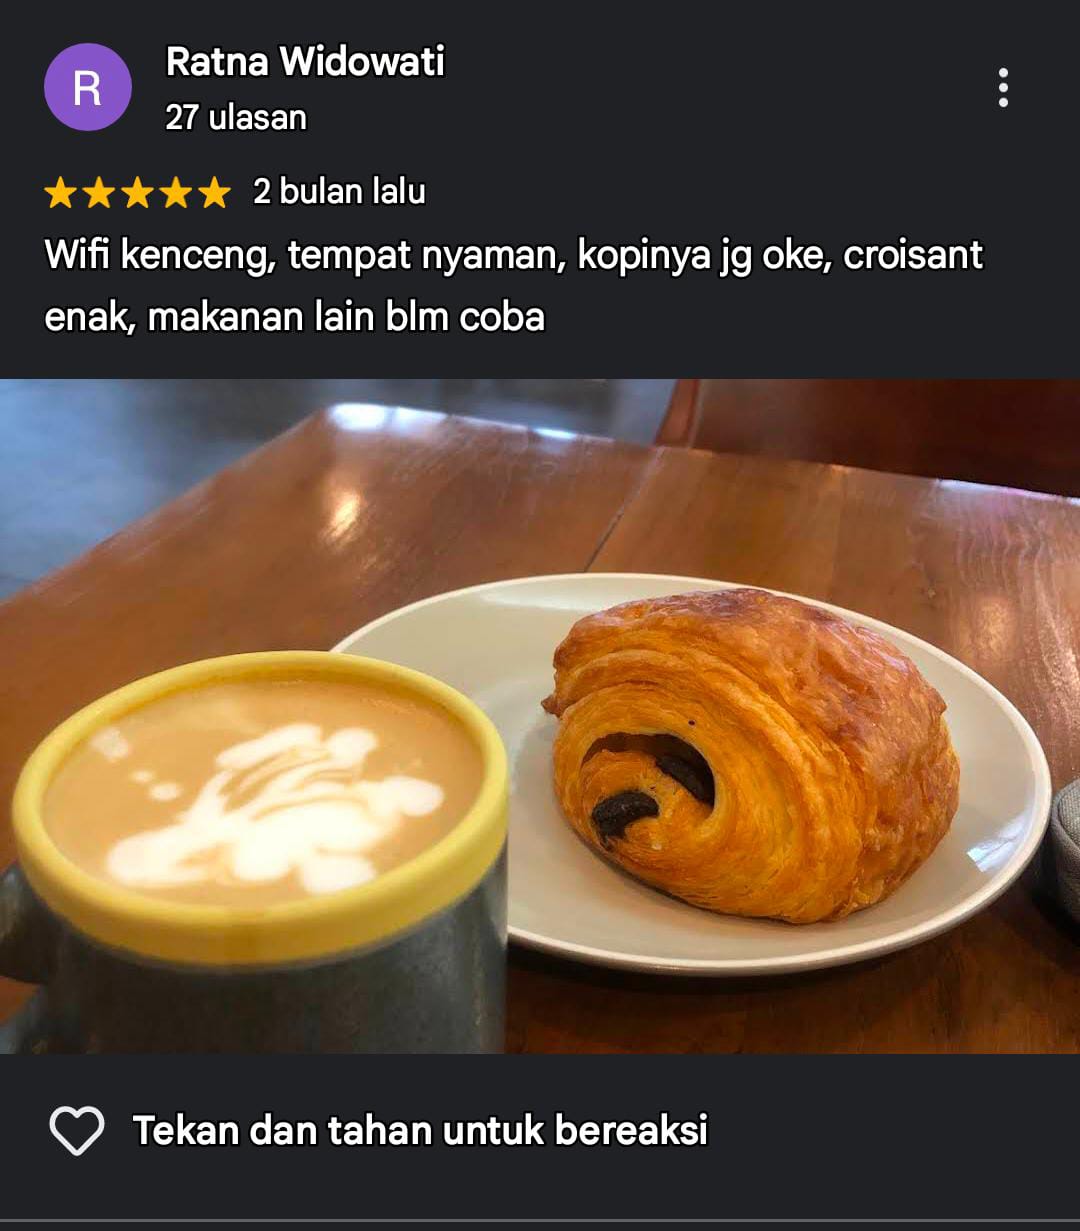 R
Ratna Widowati
27 ulasan
2 bulan lalu
Wifi kenceng, tempat nyaman, kopinya jg oke, croisant
enak, makanan lain blm coba
Tekan dan tahan untuk bereaksi